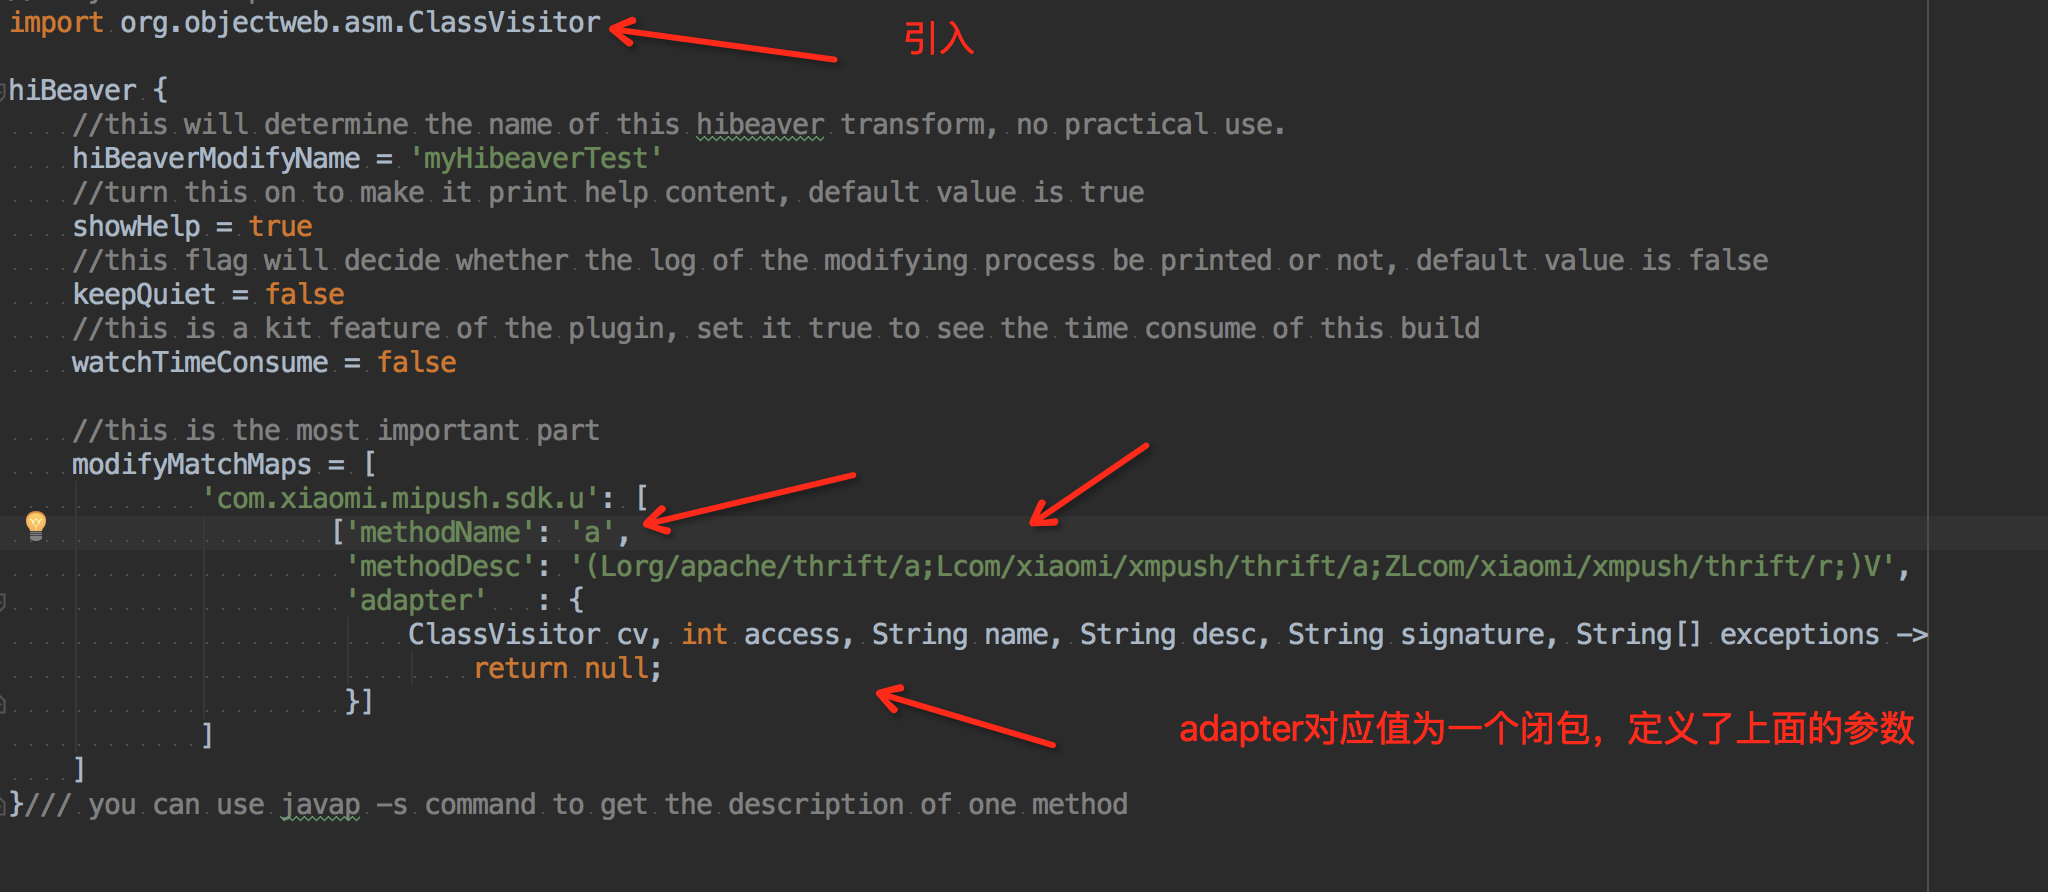 import org.objectweb.asm.ClassVisitor
引入
hiBeaver {
//this will determine the name of this hibeaver transform, no practical use.
hiBeaverModifyName = 'myHibeaverTest'
//turn this on to make it print help content, default value is true
showHelp = true
//this flag will decide whether the log of the modifying process be printed or not, default value is false
keepQuiet = false
//this is a kit feature of the plugin, set it true to see the time consume of this build
watchTimeConsume = false
//this is the most important part
modifyMatchMaps = [
'com.xiaomi.mipush.sdk.u': [
['methodName': 'a',
'methodDesc': '(Lorg/apache/thrift/a;Lcom/xiaomi/xmpush/thrift/a;ZLcom/xiaomi/xmpush/thrift/r;)V',
'adapter' : {
ClassVisitor cv, int access, String name, String desc, String signature, String[] exceptions ->
return null;
}]
adapter对应值为一个闭包，定义了上面的参数
]
]
}/// you can use javap -s command to get the description of one method